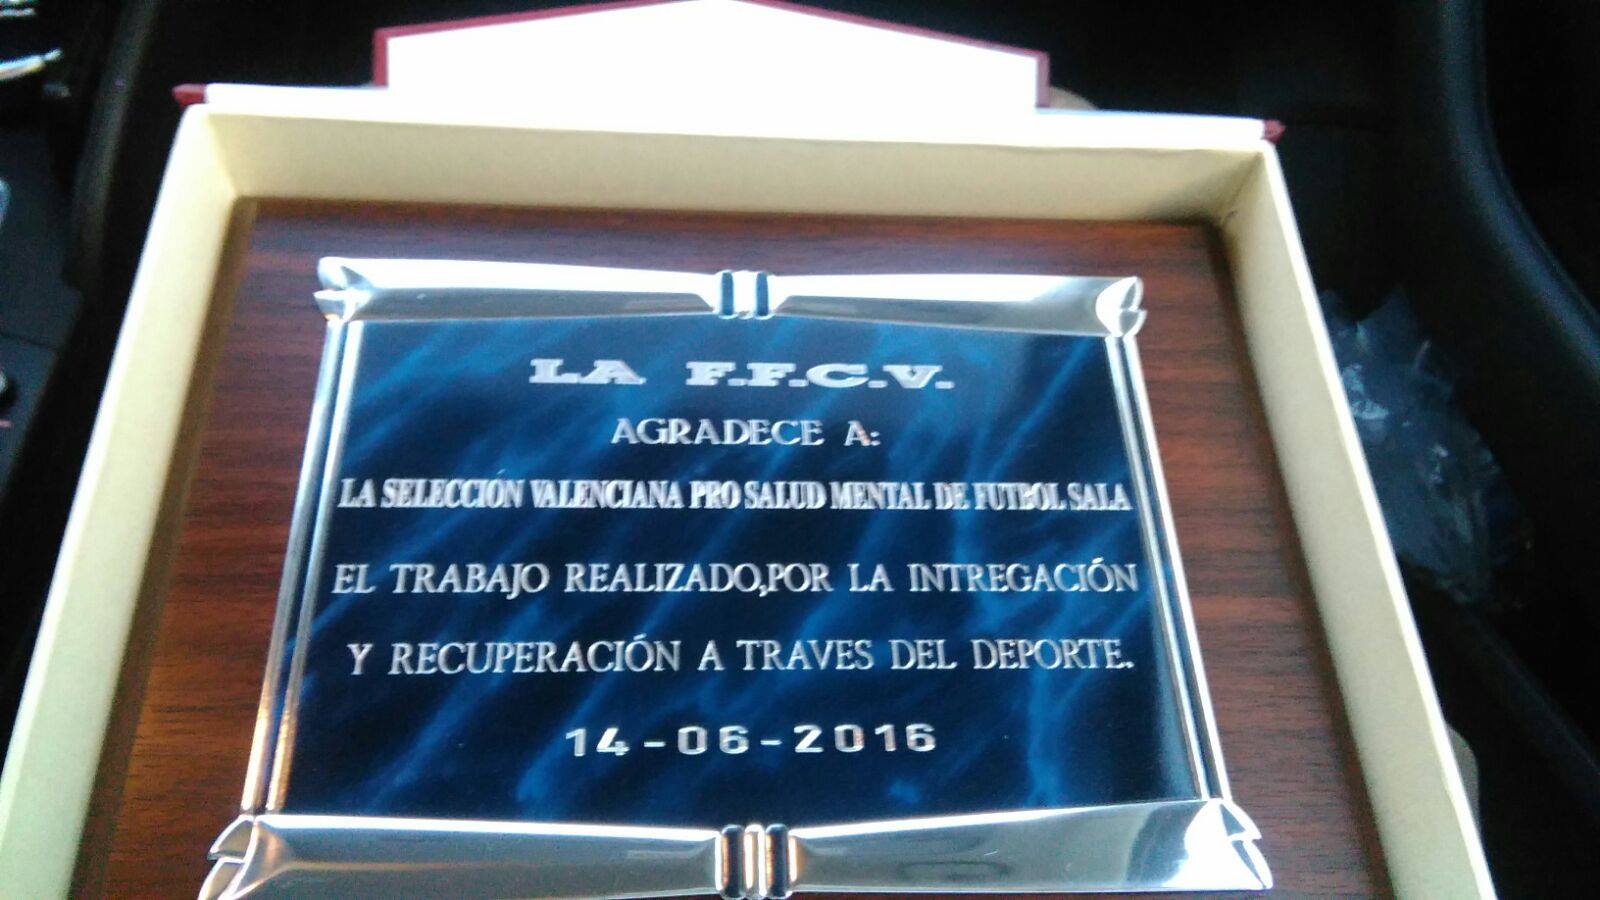 LA F.F.C.V.
AGRADECE A:
LA SELECCIÓN VALENCIANA PRO SALUD MENTAL DE FUTBOL SALA
EL TRABAJO REALIZADO,POR LA INTREGACIÓN
Y RECUPERACIÓN A TRAVES DEL DEPORTE.
14-06-2016